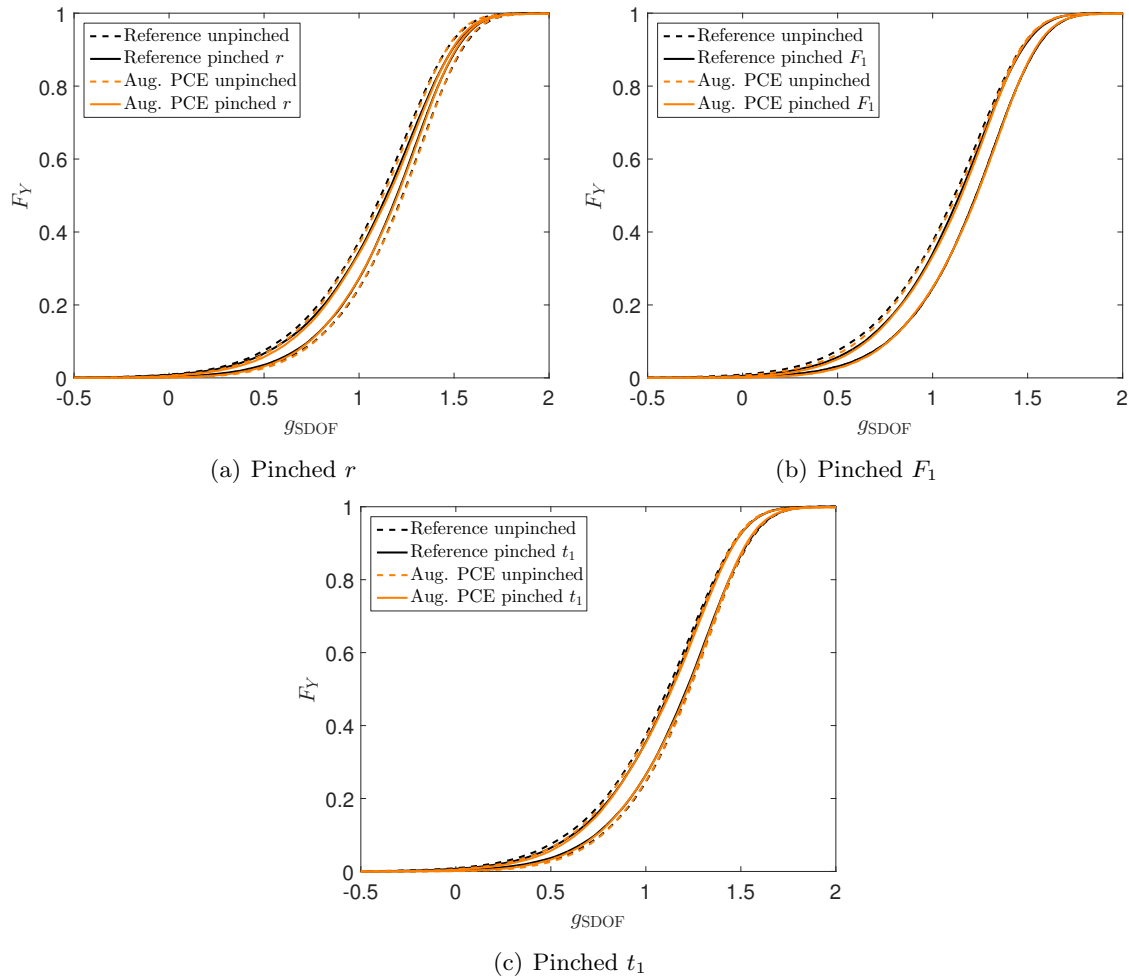 1
0.8
0.6
0.4
0.2
0
F_Y
Reference unpinched
Reference pinched r
Aug. PCE unpinched
Aug. PCE pinched r
-0.5 0 0.5 1 1.5 2
g_SDOF
(a) Pinched r
1
0.8
0.6
0.4
0.2
0
F_Y
Reference unpinched
Reference pinched F_1
Aug. PCE unpinched
Aug. PCE pinched F_1
-0.5 0 0.5 1 1.5 2
g_SDOF
(b) Pinched F_1
1
0.8
0.6
0.4
0.2
0
F_Y
Reference unpinched
Reference pinched t_1
Aug. PCE unpinched
Aug. PCE pinched t_1
-0.5 0 0.5 1 1.5 2
g_SDOF
(c) Pinched t_1